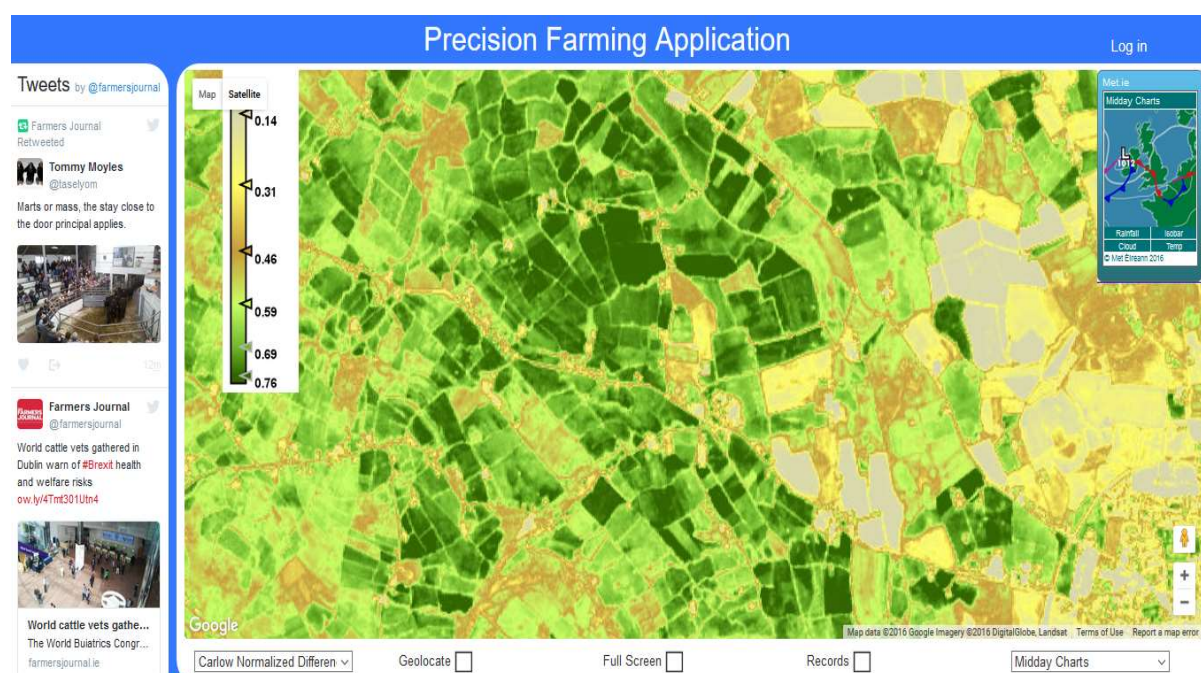 Precision Farming Application
Log in
Tweets by @farmersjournal
Farmers Journal
Retweeted
Tommy Moyles
@taselyom
Marts or mass, the stay close to
the door principal applies.
12m
Farmers Journal
@farmersjournal
World cattle vets gathered in
Dublin warn of #Brexit health
and welfare risks
ow.ly/4Tmt301Utn4
World cattle vets gathe...
The World Buiatrics Congr...
farmersjournal.ie
Map Satellite
0.14
0.31
0.46
0.59
0.69
0.76
Met.ie
Midday Charts
L
1012
Rainfall Isobar
Cloud Temp
© Met Éireann 2016
Google
Map data ©2016 Google Imagery ©2016 DigitalGlobe, Landsat Terms of Use Report a map error
Carlow Normalized Differen
Geolocate
Full Screen
Records
Midday Charts